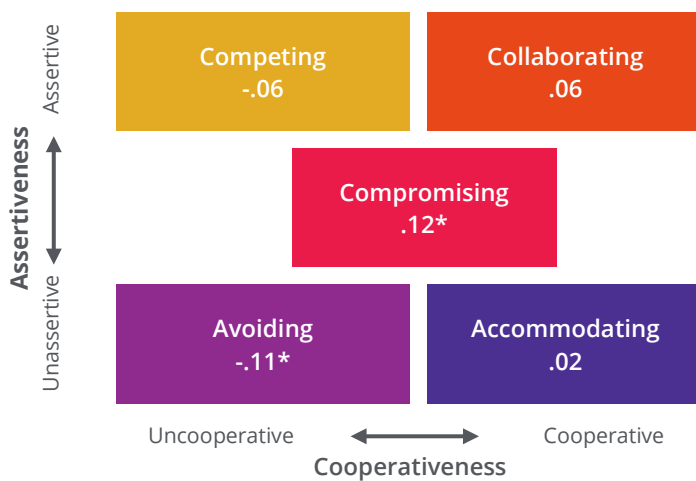 Assertiveness
Assertive
Unassertive
Competing
-.06
Collaborating
.06
Compromising
.12*
Avoiding
-.11*
Accommodating
.02
Uncooperative
Cooperative
Cooperativeness